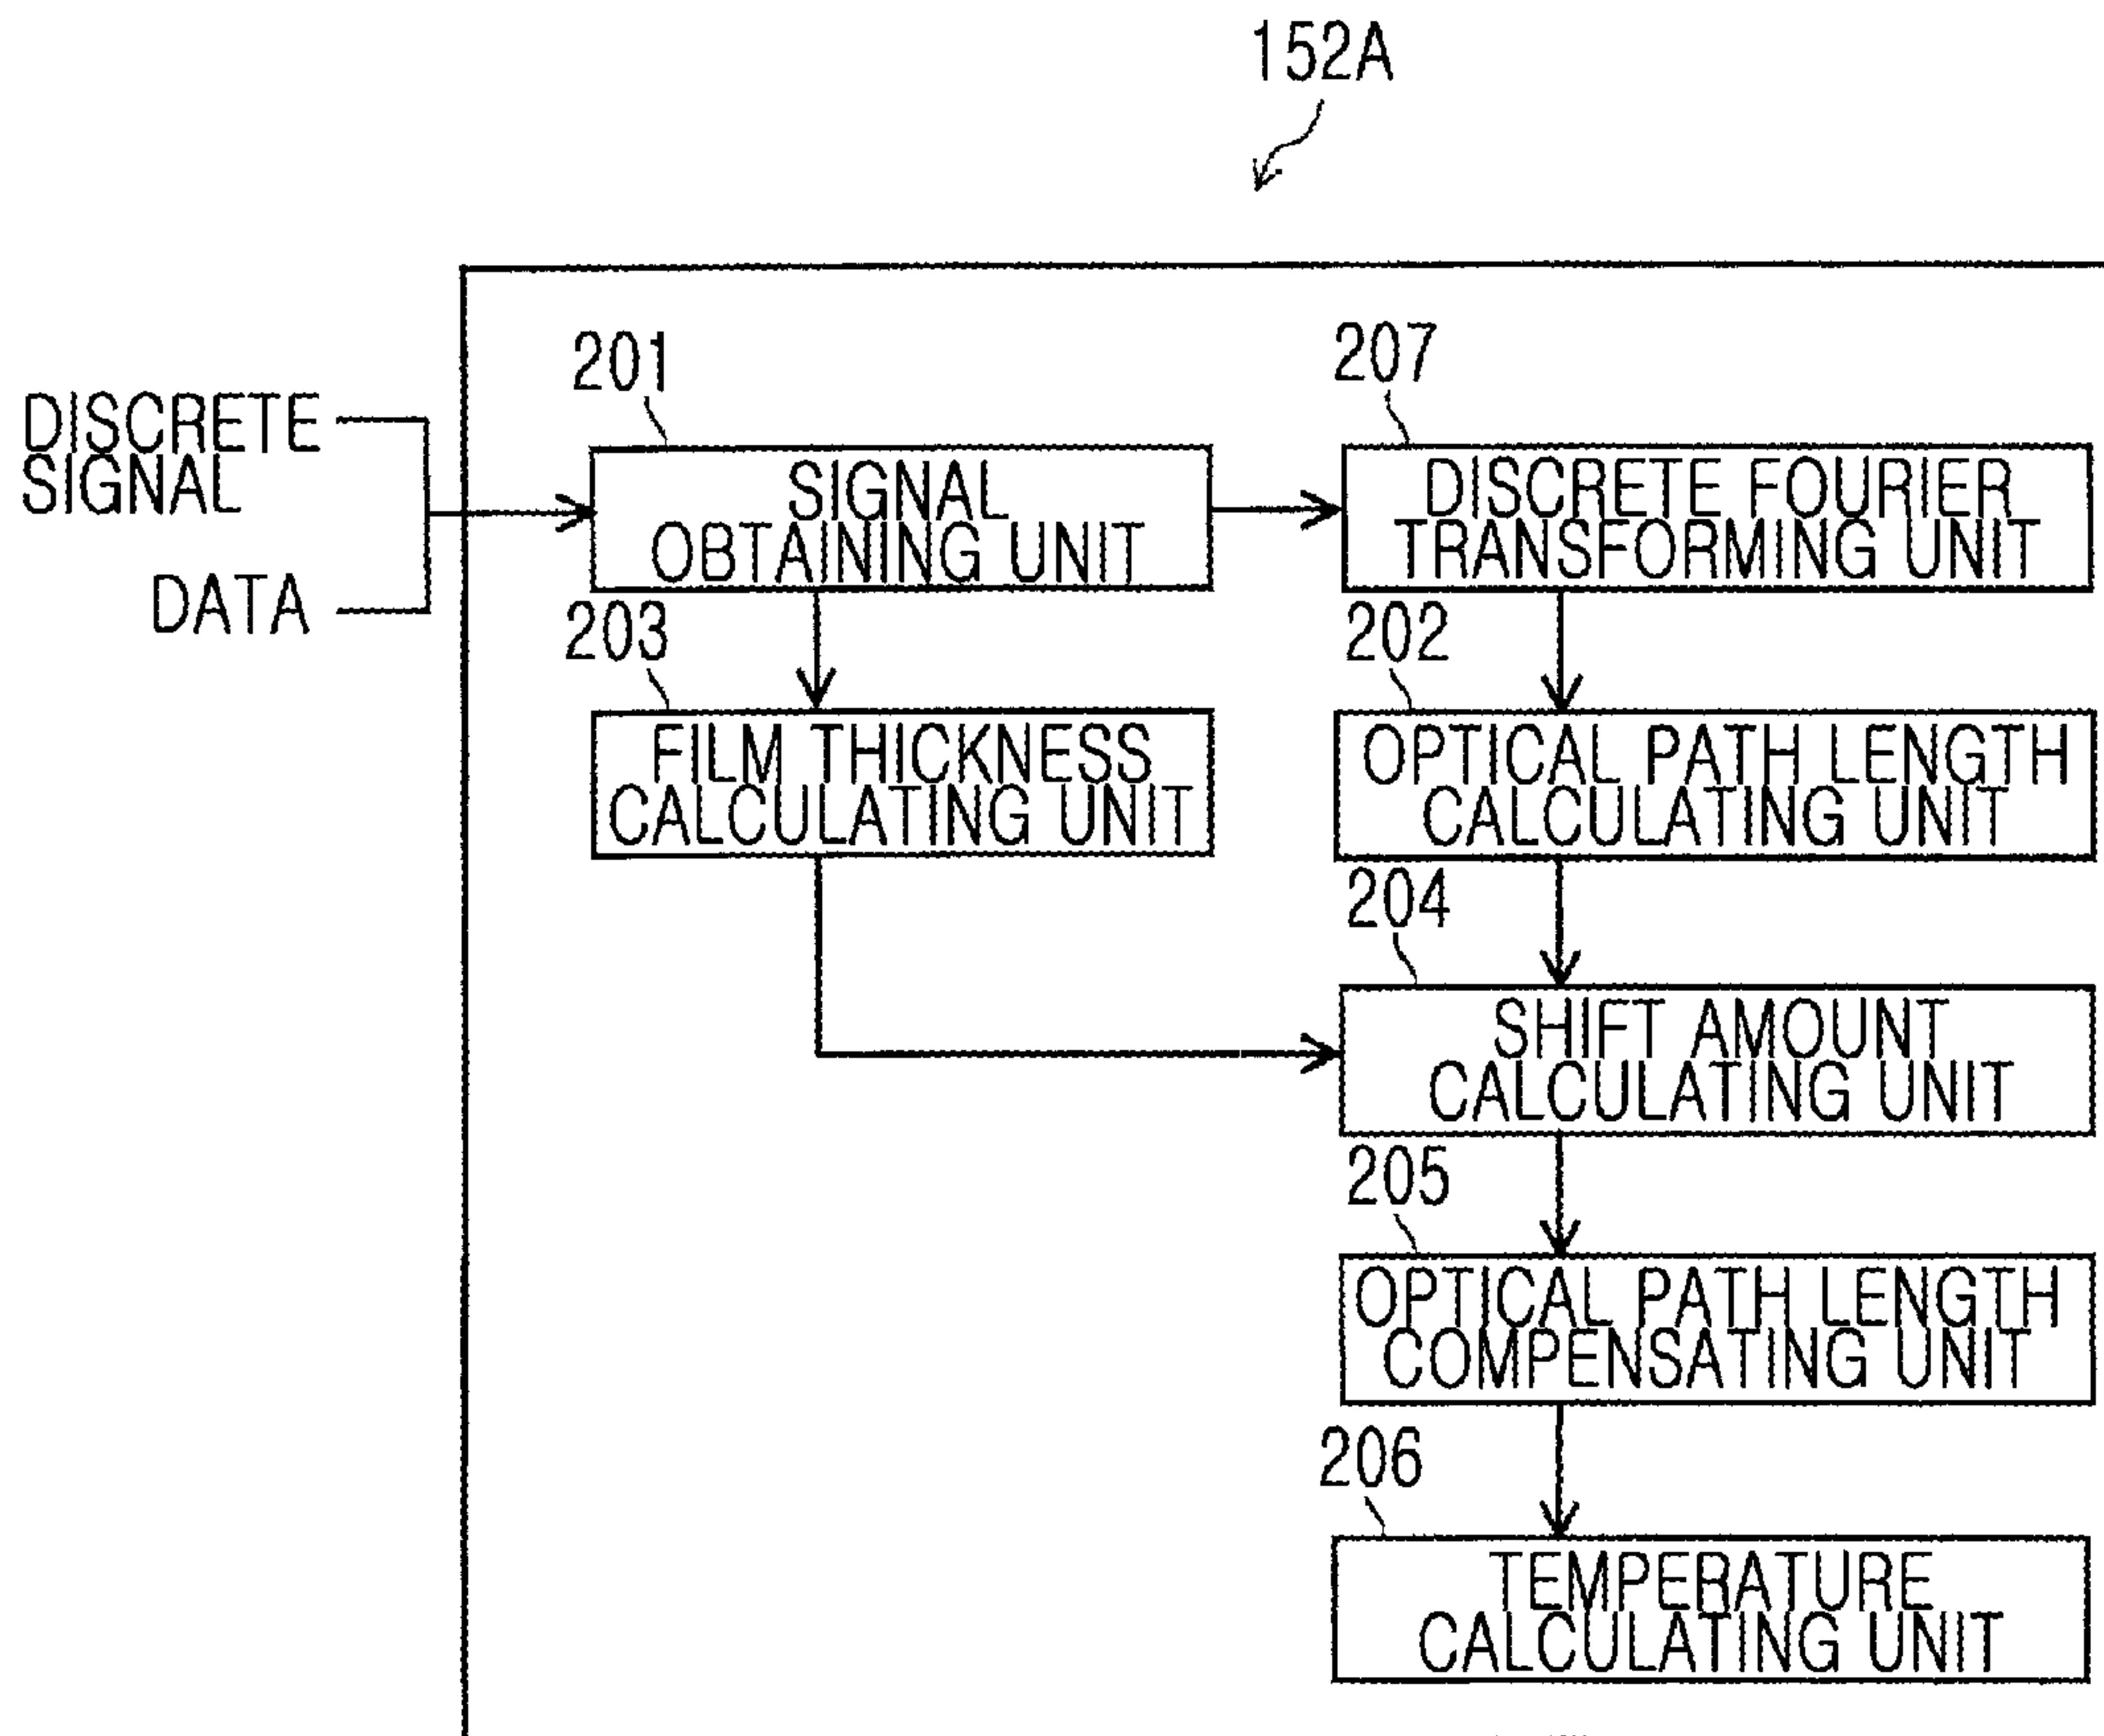 152A
DISCRETE
SIGNAL
DATA
201
SIGNAL
OBTAINING UNIT
207
DISCRETE FOURIER
TRANSFORMING UNIT
203
FILM THICKNESS
CALCULATING UNIT
202
OPTICAL PATH LENGTH
CALCULATING UNIT
204
SHIFT AMOUNT
CALCULATING UNIT
205
OPTICAL PATH LENGTH
COMPENSATING UNIT
206
TEMPERATURE
CALCULATING UNIT